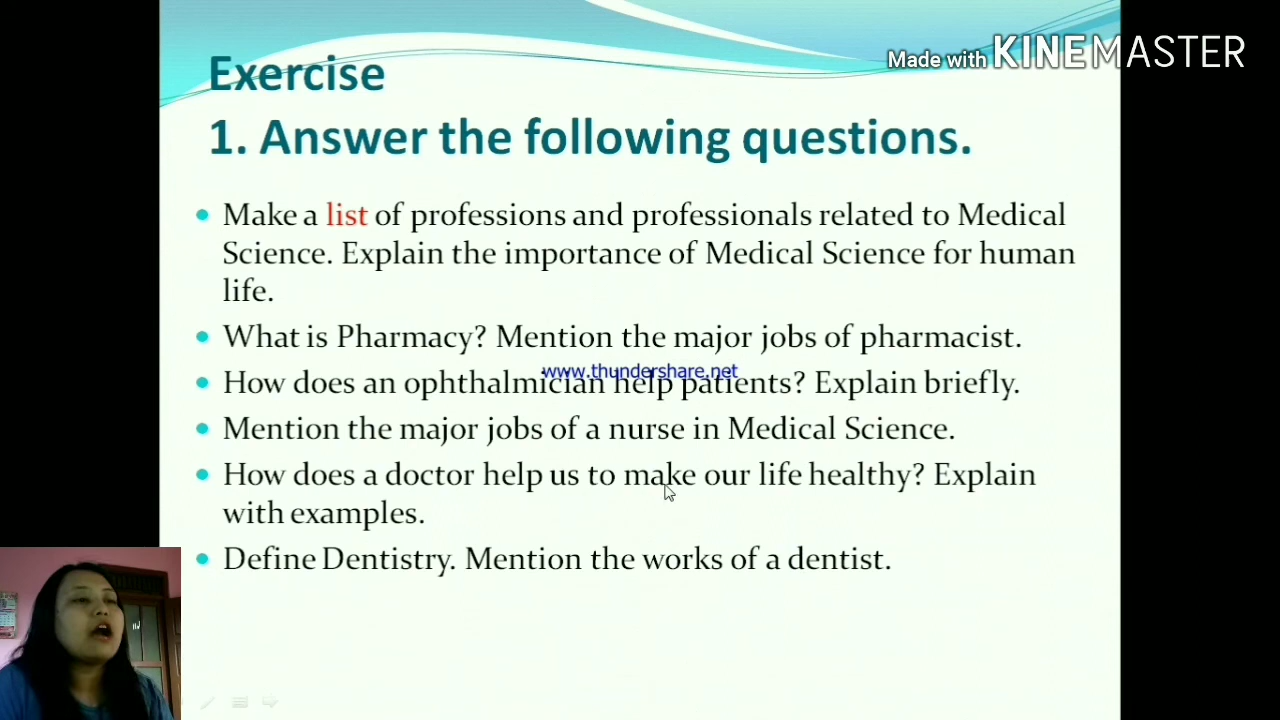 Made with KINEMASTER
Exercise
1. Answer the following questions.
Make a list of professions and professionals related to Medical
Science. Explain the importance of Medical Science for human
life.
What is Pharmacy? Mention the major jobs of pharmacist.
www.thundershare.net
How does an ophthalmician help patients? Explain briefly.
Mention the major jobs of a nurse in Medical Science.
How does a doctor help us to make our life healthy? Explain
with examples.
Define Dentistry. Mention the works of a dentist.